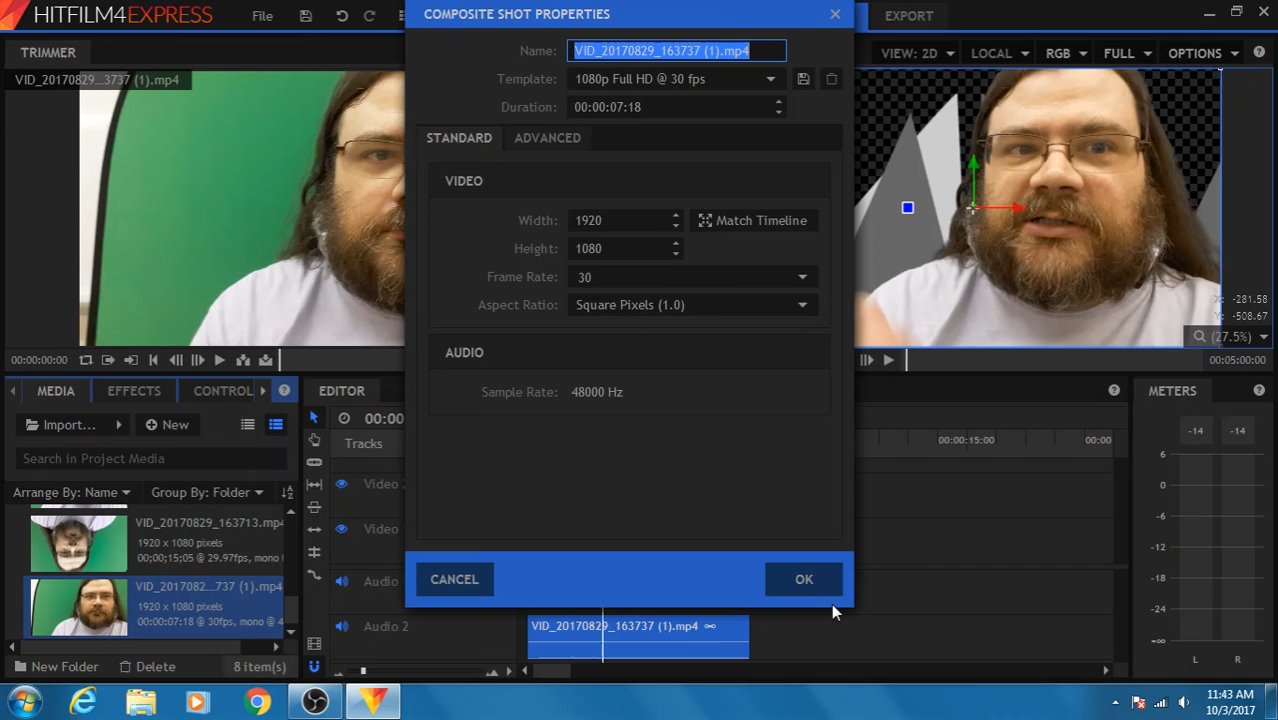 HITFILM4EXPRESS
File
EXPORT
TRIMMER
VID_20170829...3737 (1).mp4
VIEW: 2D
LOCAL
RGB
FULL
OPTIONS
COMPOSITE SHOT PROPERTIES
Name: VID_20170829_163737 (1).mp4
Template: 1080p Full HD @ 30 fps
Duration: 00:00:07:18
STANDARD
ADVANCED
VIDEO
Width: 1920
Match Timeline
Height: 1080
Frame Rate: 30
Aspect Ratio: Square Pixels (1.0)
AUDIO
Sample Rate: 48000 Hz
CANCEL
OK
X: -281.58
Y: -508.67
(27.5%)
00:00:00:00
00:05:00:00
MEDIA
EFFECTS
CONTROL
EDITOR
METERS
Import...
New
00:00
Tracks
00:00:15:00
00:00
Search in Project Media
Arrange By: Name
Group By: Folder
VID_20170829_163713.mp4
1920 x 1080 pixels
00;00;15;05 @ 29.97fps, mono
VID_2017082...737 (1).mp4
1920 x 1080 pixels
00:00:07:18 @ 30fps, mono @ 4
New Folder
Delete
8 item(s)
Video 2
Video
Audio
Audio 2
VID_20170829_163737 (1).mp4
-14
-14
6
0
-6
-12
-18
-24
-∞
L
R
11:43 AM
10/3/2017